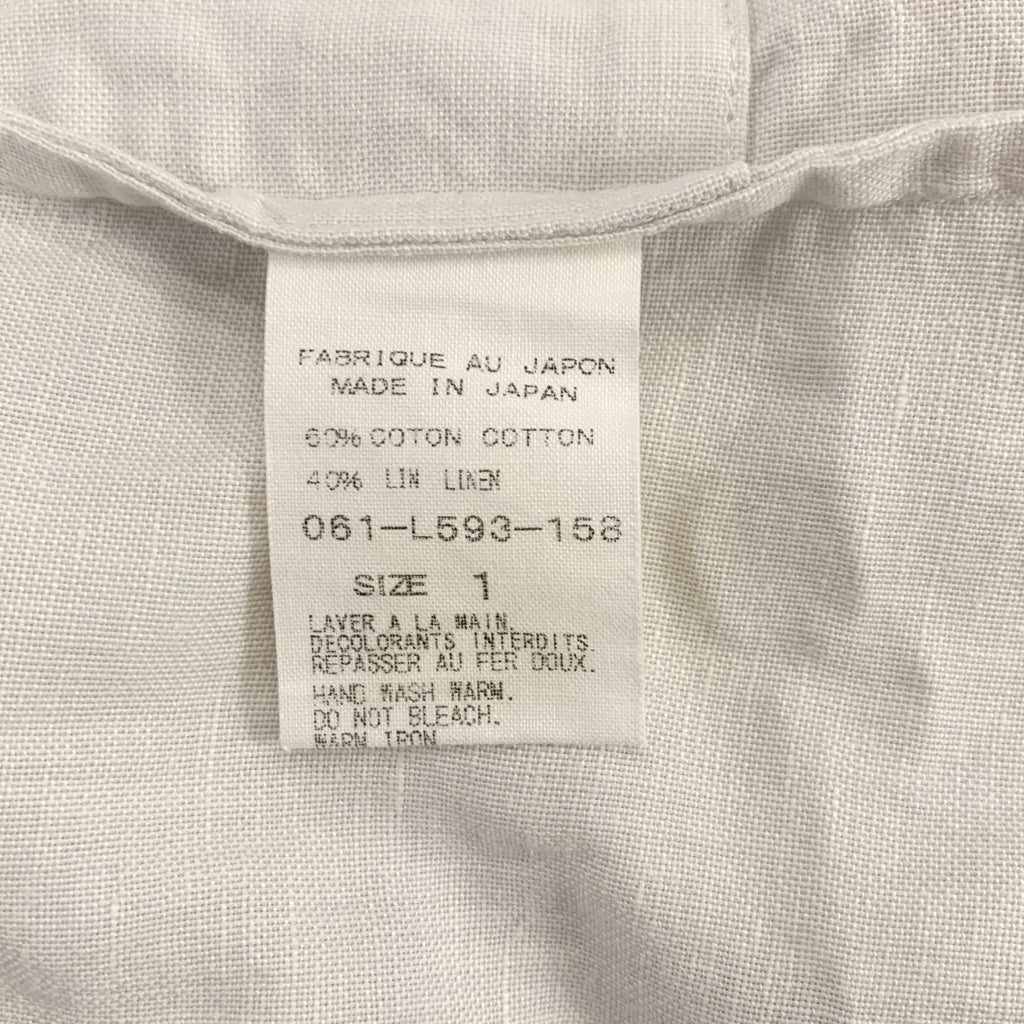 FABRIQUE AU JAPON
MADE IN JAPAN
60% COTON COTTON
40% LIN LINEN
061-L593-158
SIZE 1
LAVER A LA MAIN.
DECOLORANTS INTERDITS.
REPASSER AU FER DOUX.
HAND WASH WARM.
DO NOT BLEACH.
WARM IRON